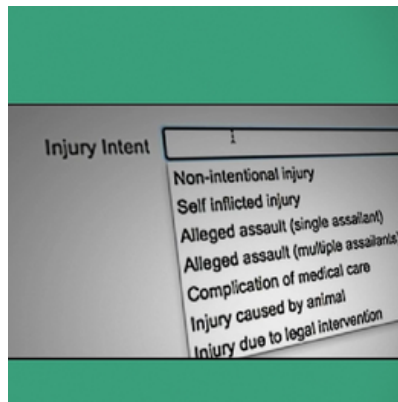 Injury Intent
Non-intentional injury
Self inflicted injury
Alleged assault (single assailant)
Alleged assault (multiple assailants)
Complication of medical care
Injury caused by animal
Injury due to legal intervention